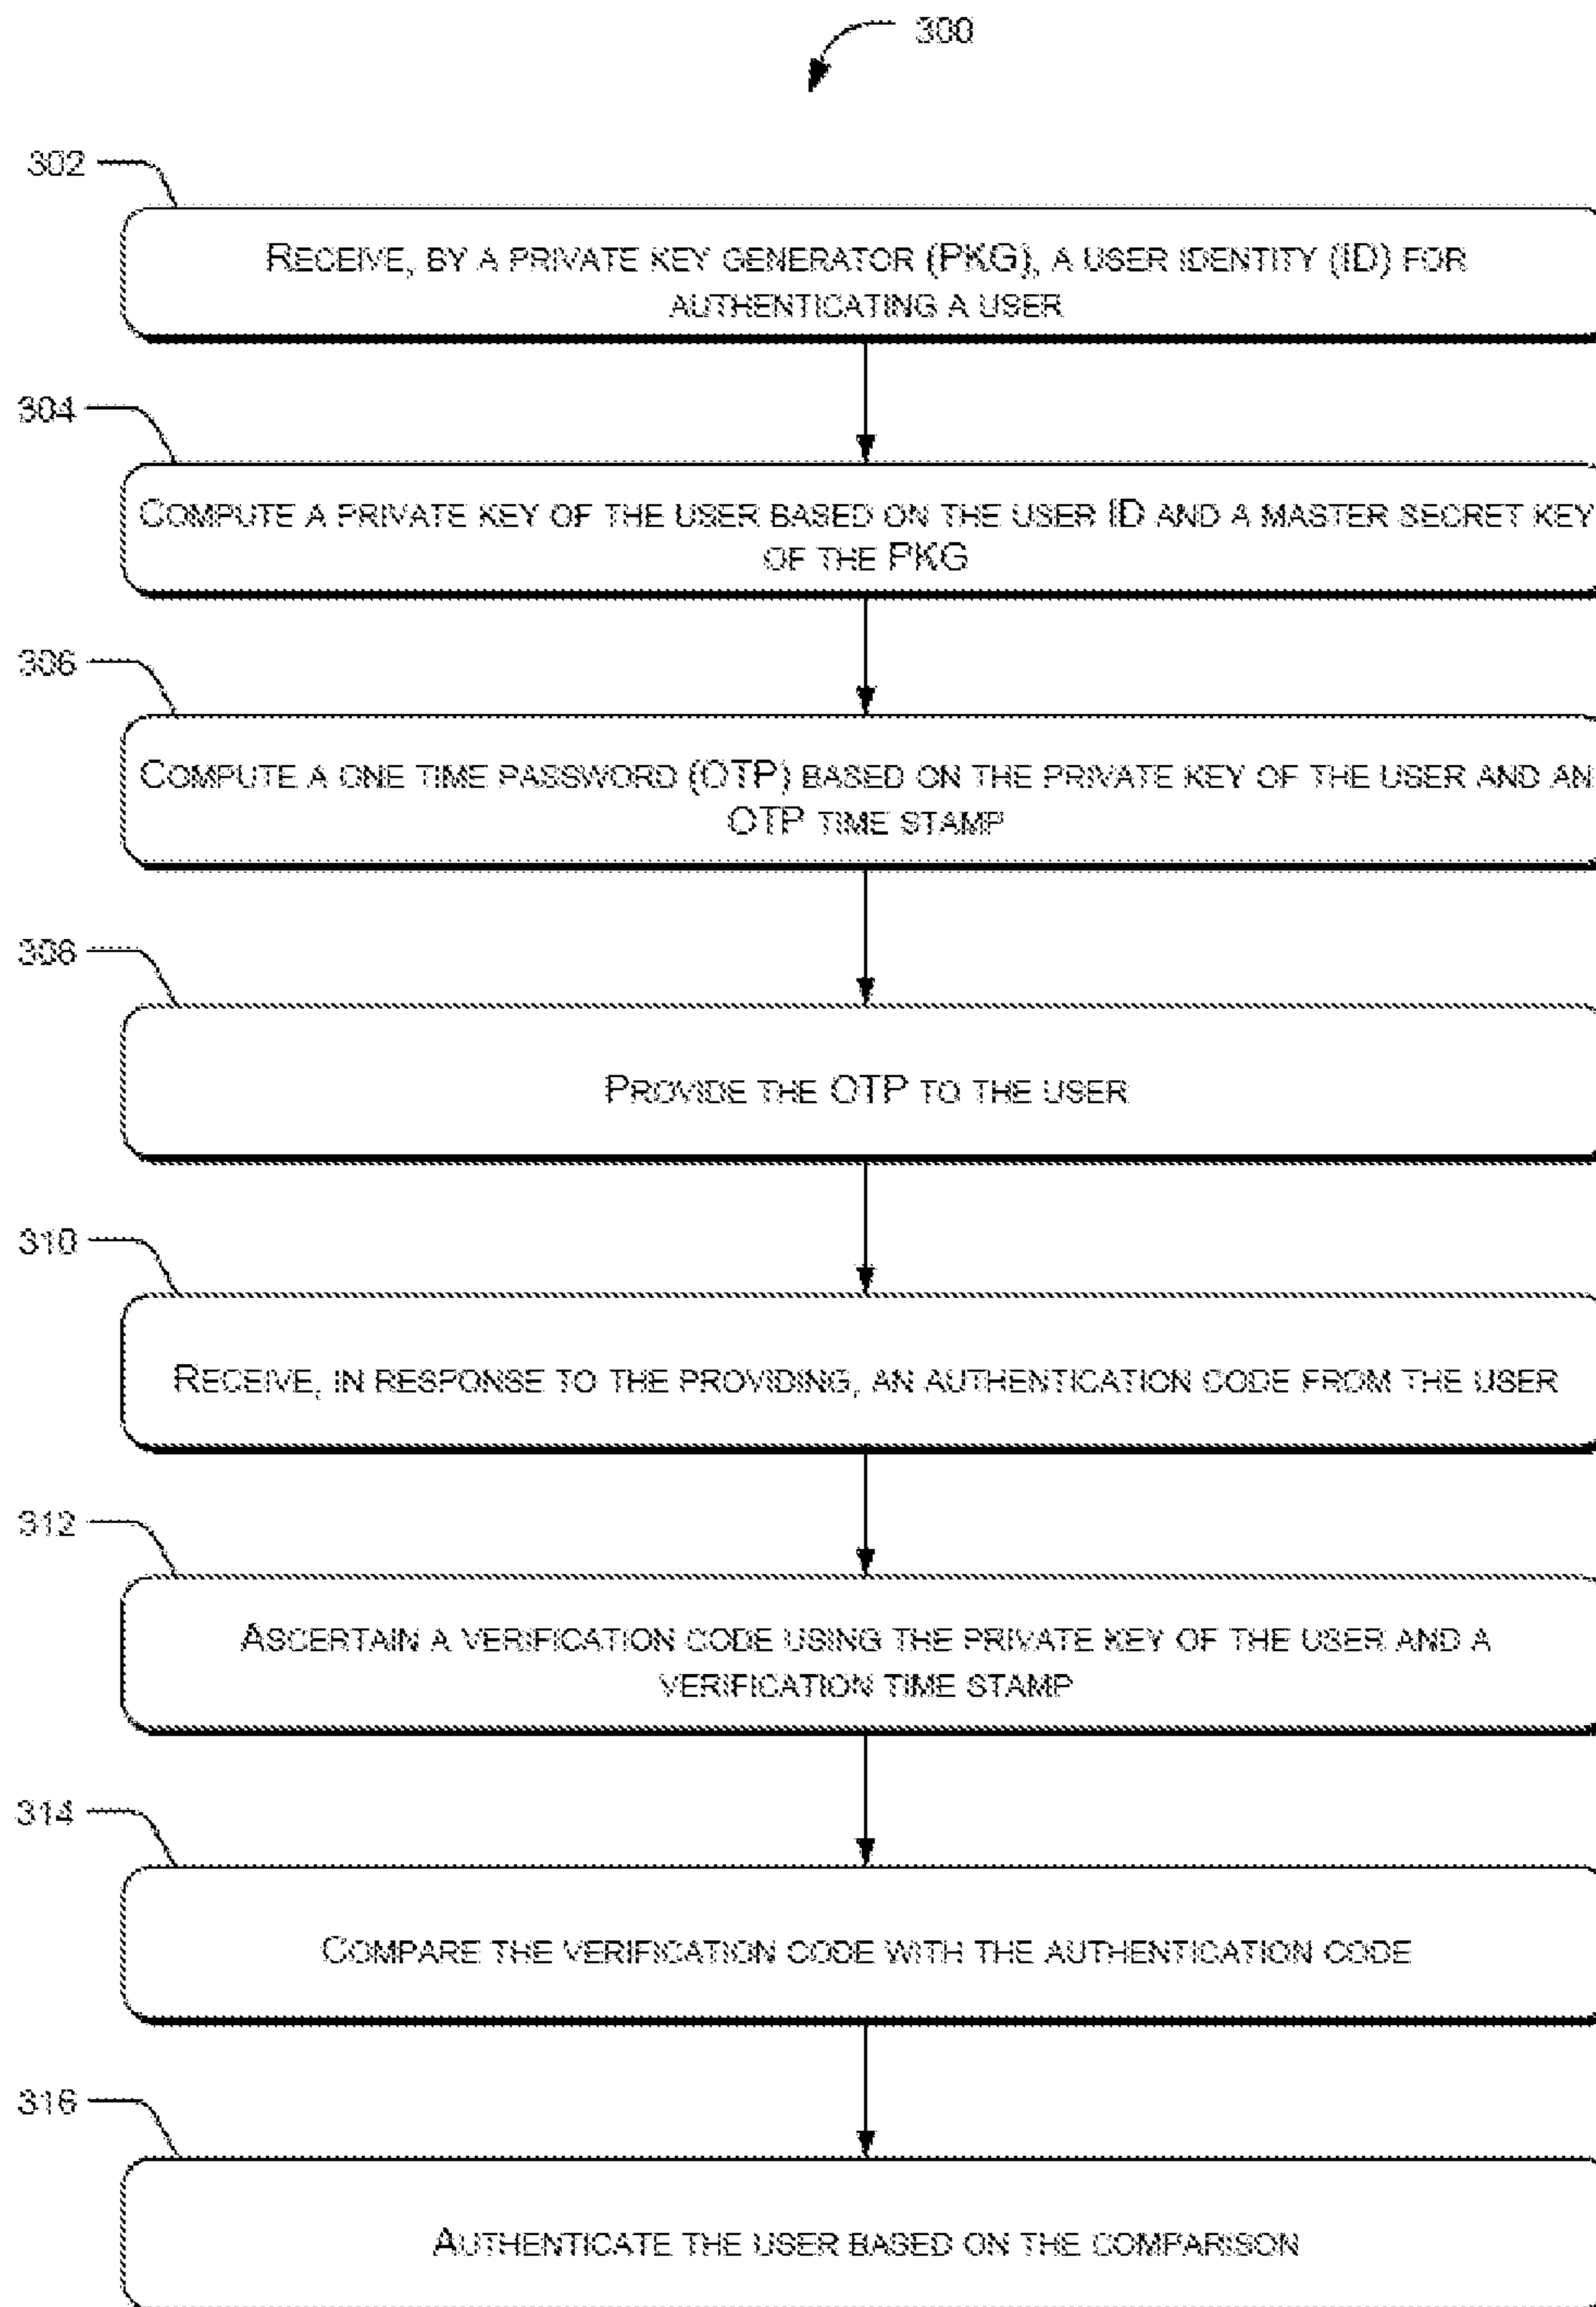 300
302
RECEIVE, BY A PRIVATE KEY GENERATOR (PKG), A USER IDENTITY (ID) FOR
AUTHENTICATING A USER
304
COMPUTE A PRIVATE KEY OF THE USER BASED ON THE USER ID AND A MASTER SECRET KEY
OF THE PKG
306
COMPUTE A ONE TIME PASSWORD (OTP) BASED ON THE PRIVATE KEY OF THE USER AND AN
OTP TIME STAMP
308
PROVIDE THE OTP TO THE USER
310
RECEIVE, IN RESPONSE TO THE PROVIDING, AN AUTHENTICATION CODE FROM THE USER
312
ASCERTAIN A VERIFICATION CODE USING THE PRIVATE KEY OF THE USER AND A
VERIFICATION TIME STAMP
314
COMPARE THE VERIFICATION CODE WITH THE AUTHENTICATION CODE
316
AUTHENTICATE THE USER BASED ON THE COMPARISON